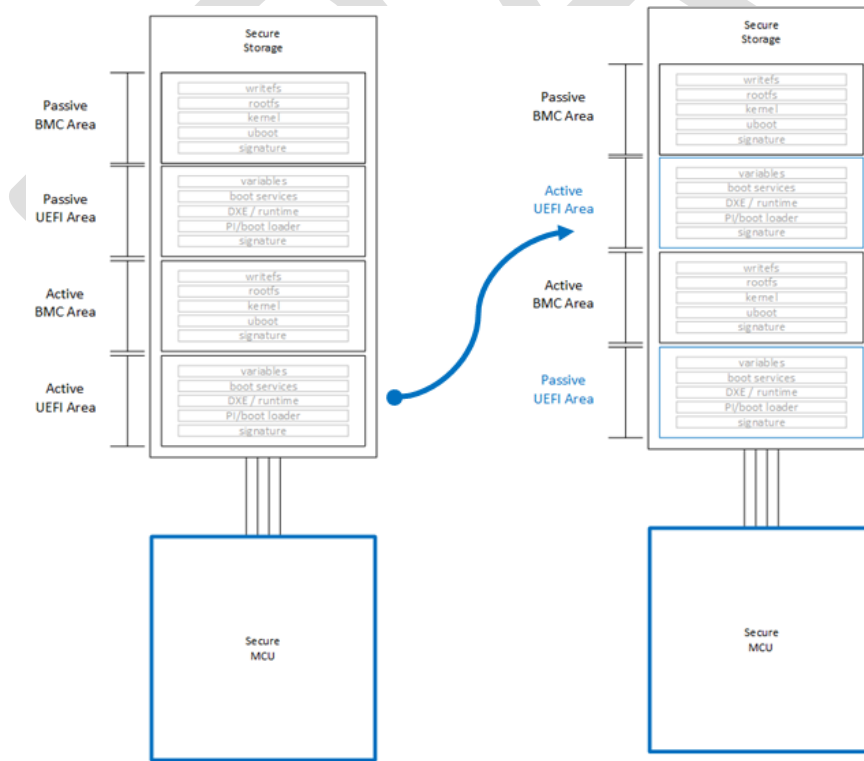 Secure
Storage
Passive
BMC Area
writefs
rootfs
kernel
uboot
signature
Passive
UEFI Area
variables
boot services
DXE / runtime
PI/boot loader
signature
Active
BMC Area
writefs
rootfs
kernel
uboot
signature
Active
UEFI Area
variables
boot services
DXE / runtime
PI/boot loader
signature
Secure
MCU
Secure
Storage
Passive
BMC Area
writefs
rootfs
kernel
uboot
signature
Active
UEFI Area
variables
boot services
DXE / runtime
PI/boot loader
signature
Active
BMC Area
writefs
rootfs
kernel
uboot
signature
Passive
UEFI Area
variables
boot services
DXE / runtime
PI/boot loader
signature
Secure
MCU